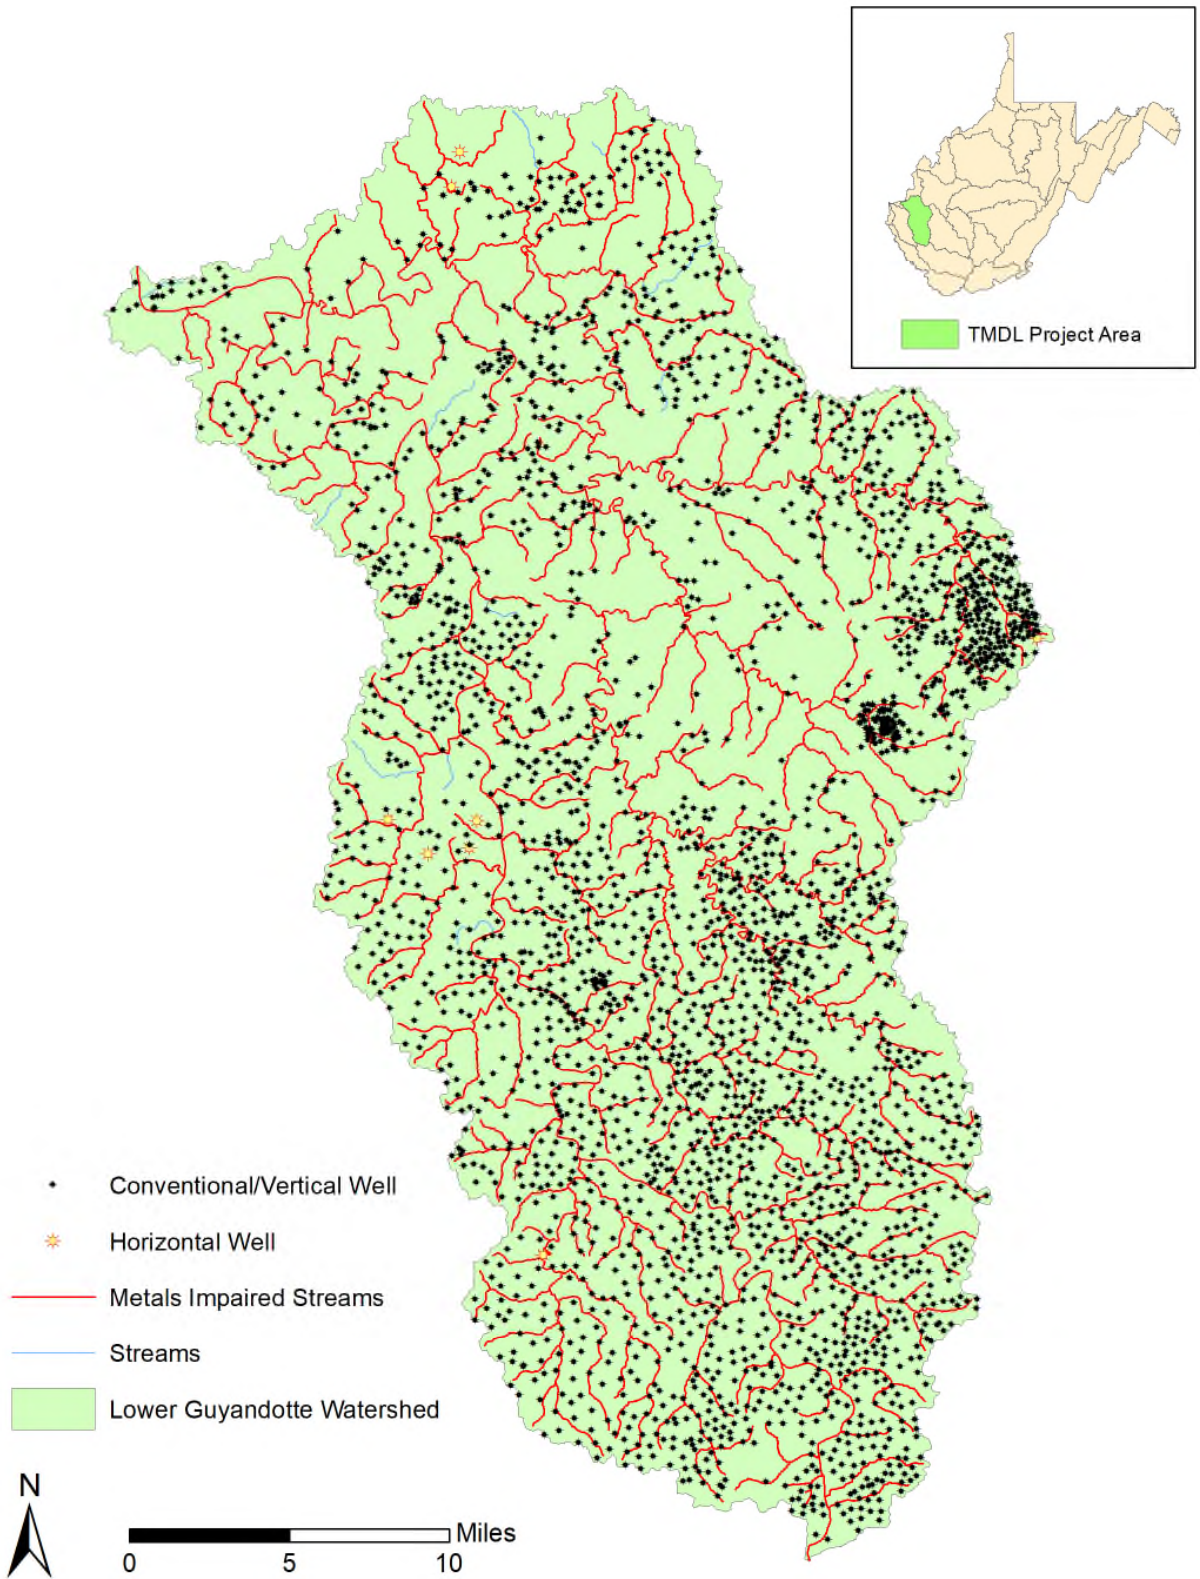 TMDL Project Area
Conventional/Vertical Well
Horizontal Well
Metals Impaired Streams
Streams
Lower Guyandotte Watershed
N
Miles
0 5 10